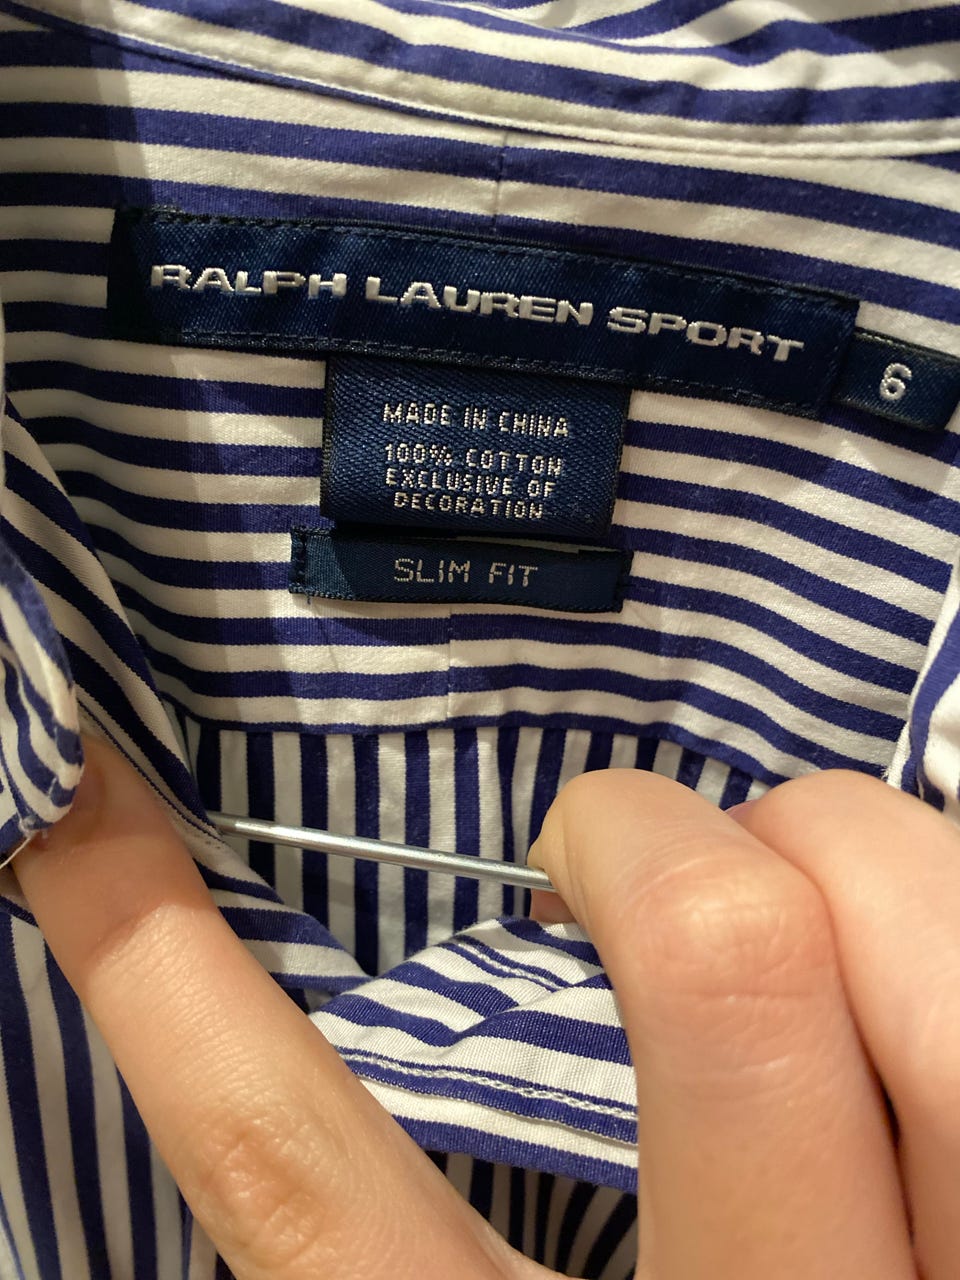 RALPH LAUREN SPORT
6
MADE IN CHINA
100% COTTON
EXCLUSIVE OF
DECORATION
SLIM FIT